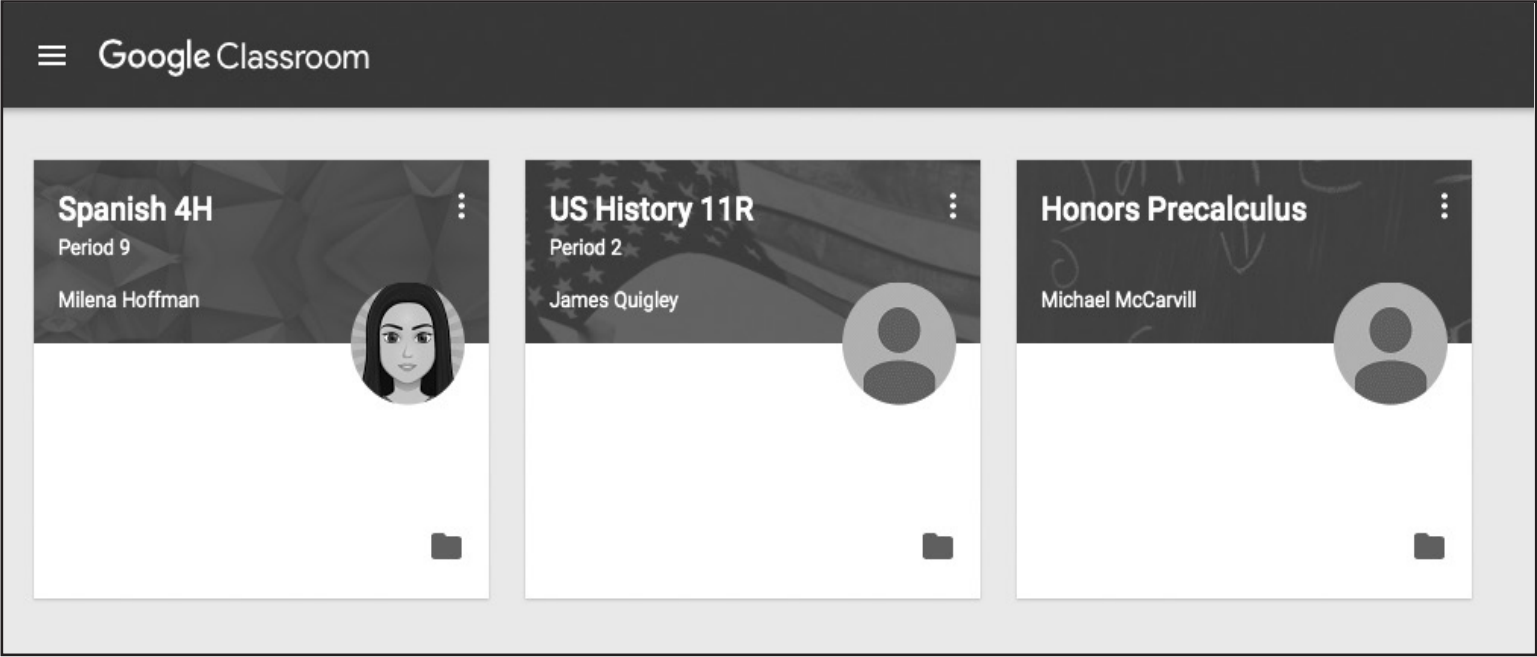 Google Classroom
Spanish 4H
Period 9
Milena Hoffman
US History 11R
Period 2
James Quigley
Honors Precalculus
Michael McCarvill